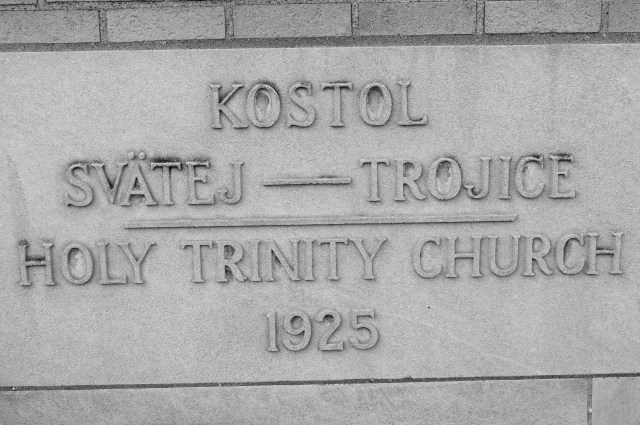 KOSTOL
SVÄTEJ — TROJICE
HOLY TRINITY CHURCH
1925